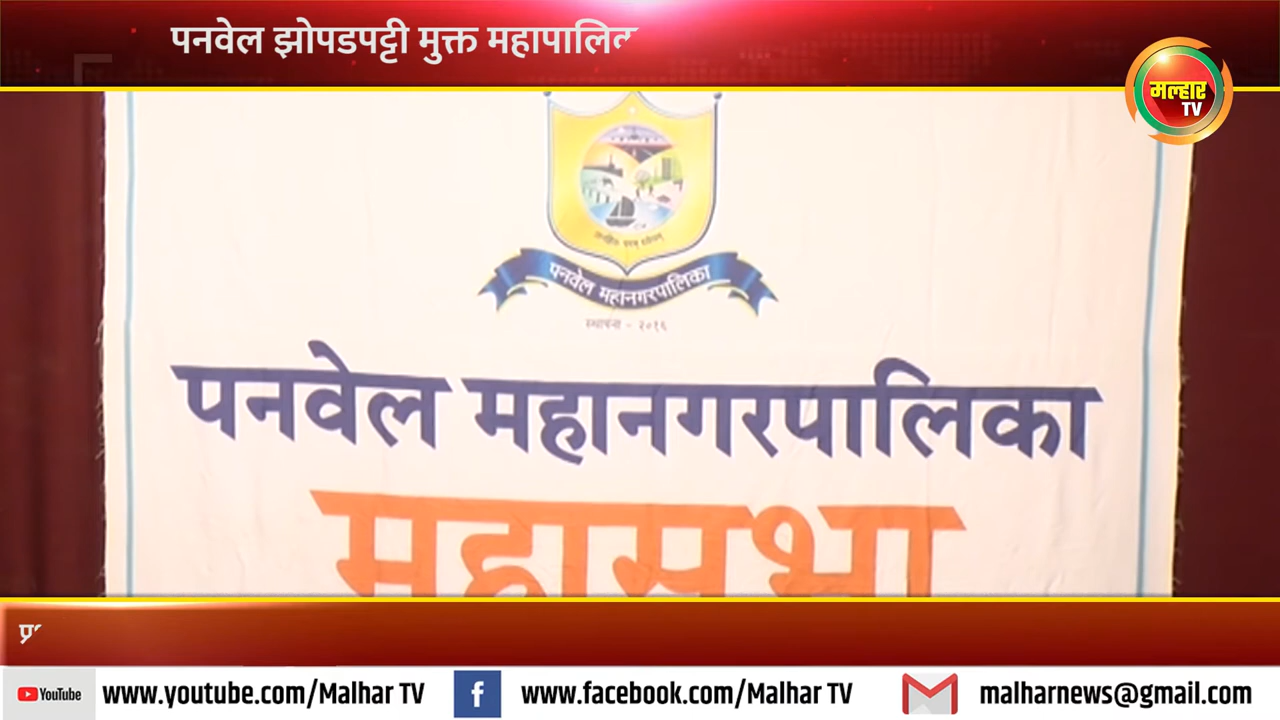 पनवेल झोपडपट्टी मुक्त
मल्हार
TV
पनवेल महानगरपालिका
स्थापना - २०१६
पनवेल महानगरपालिका
महासभा
YouTube
www.youtube.com/Malhar TV
www.facebook.com/Malhar TV
malharnews@gmail.com